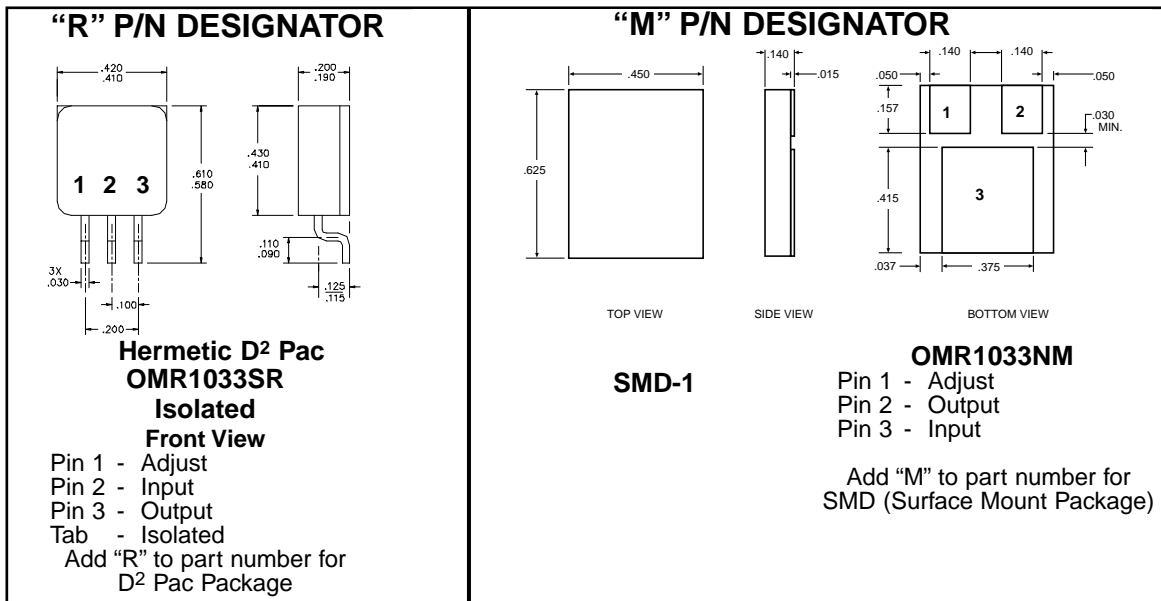 “R” P/N DESIGNATOR
.420
.410
.200
.190
.430
.410
.610
.580
1 2 3
.110
.090
3X
.030
.125
.115
.100
.200
Hermetic D2 Pac
OMR1033SR
Isolated
Front View
Pin 1 - Adjust
Pin 2 - Input
Pin 3 - Output
Tab - Isolated
Add “R” to part number for
D2 Pac Package
“M” P/N DESIGNATOR
.450
.140
.015
.625
.140
.140
.050
.050
.157
1
2
.030
MIN.
.415
3
.037
.375
TOP VIEW
SIDE VIEW
BOTTOM VIEW
SMD-1
OMR1033NM
Pin 1 - Adjust
Pin 2 - Output
Pin 3 - Input
Add “M” to part number for
SMD (Surface Mount Package)